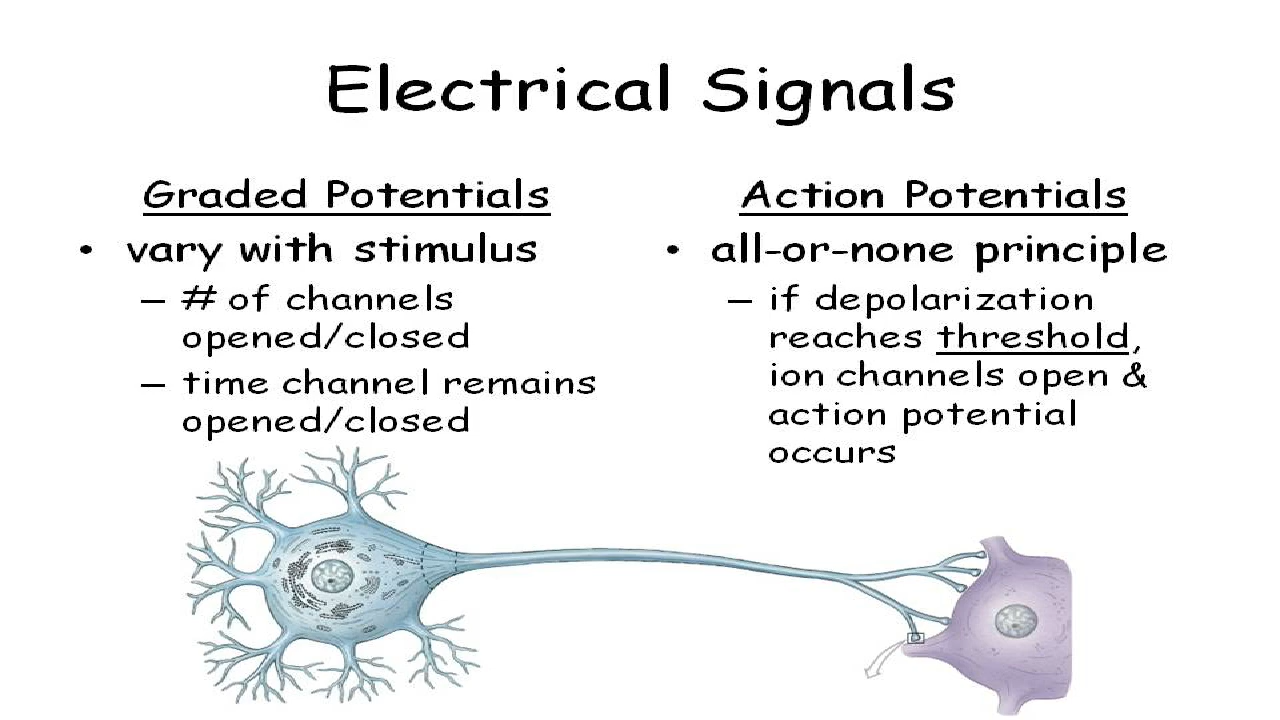 Electrical Signals
Graded Potentials
• vary with stimulus
– # of channels
opened/closed
– time channel remains
opened/closed
Action Potentials
• all-or-none principle
– if depolarization
reaches threshold,
ion channels open &
action potential
occurs